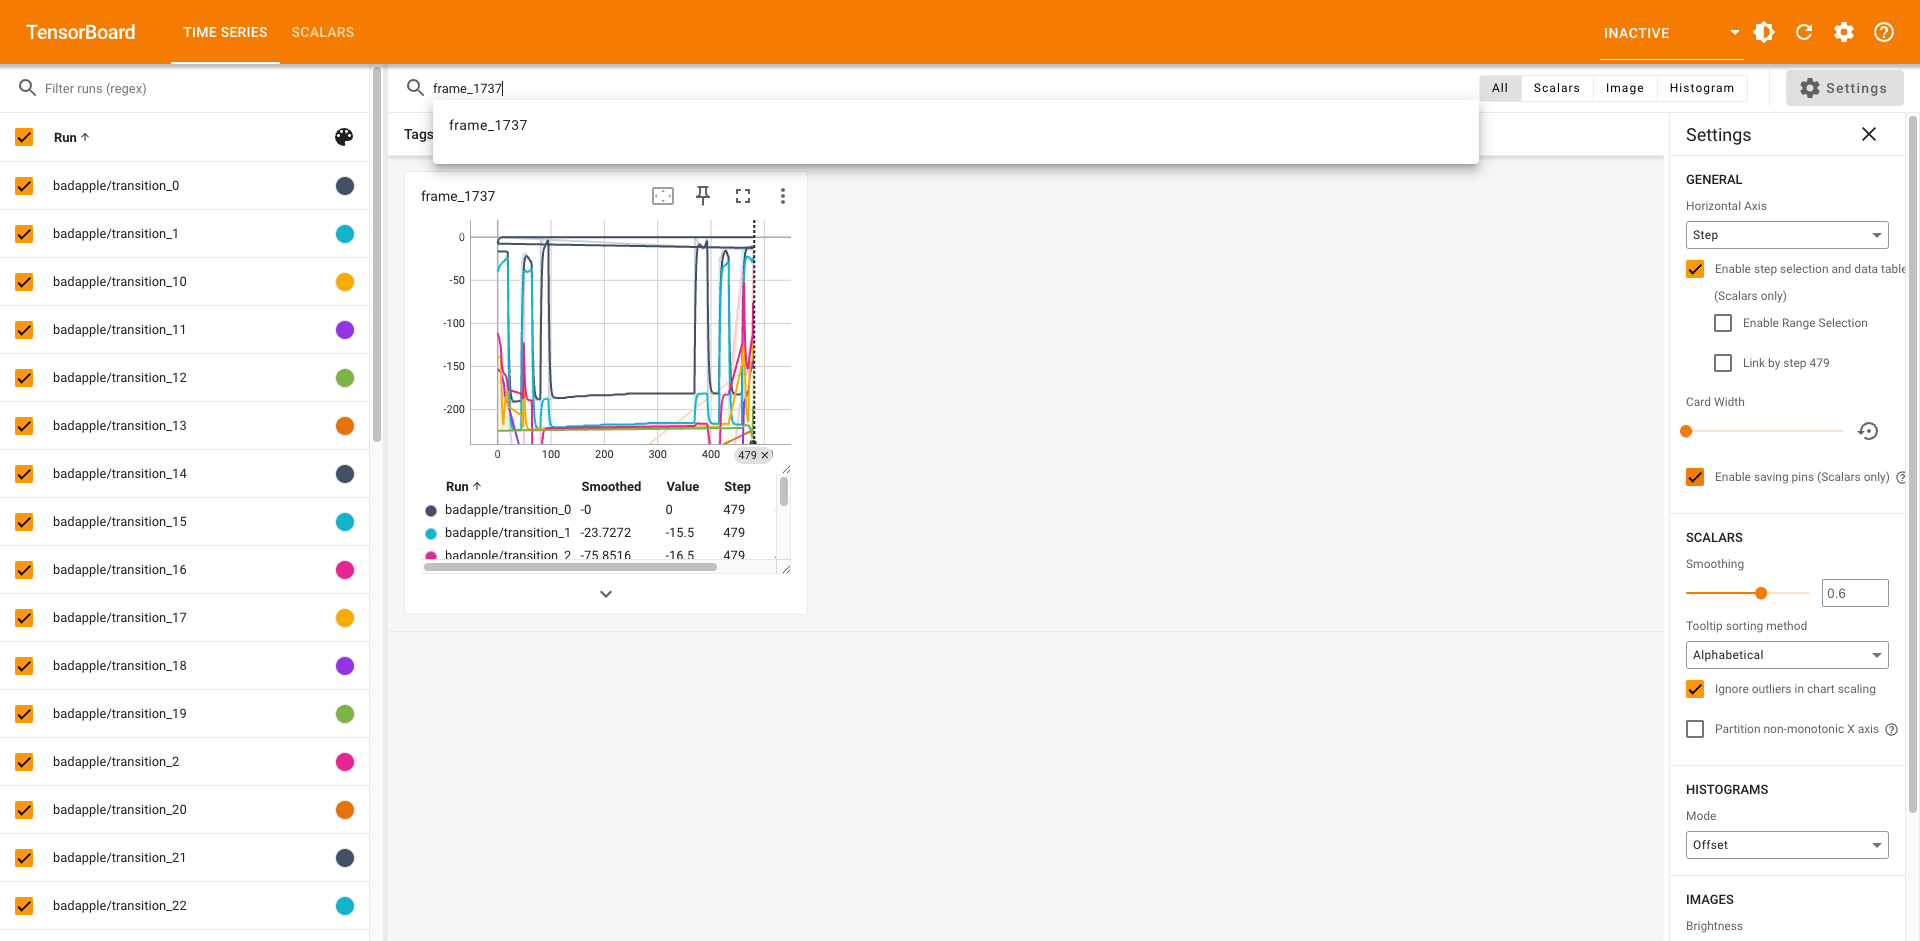 TensorBoard
TIME SERIES
SCALARS
INACTIVE
Filter runs (regex)
Run
badapple/transition_0
badapple/transition_1
badapple/transition_10
badapple/transition_11
badapple/transition_12
badapple/transition_13
badapple/transition_14
badapple/transition_15
badapple/transition_16
badapple/transition_17
badapple/transition_18
badapple/transition_19
badapple/transition_2
badapple/transition_20
badapple/transition_21
badapple/transition_22
frame_1737
frame_1737
All
Scalars
Image
Histogram
Settings
Tags
frame_1737
0
-50
-100
-150
-200
0 100 200 300 400 479
Run Smoothed Value Step
badapple/transition_0 -0 0 479
badapple/transition_1 -23.7272 -15.5 479
badapple/transition_2 -75.8516 -16.5 479
Settings
GENERAL
Horizontal Axis
Step
Enable step selection and data table
(Scalars only)
Enable Range Selection
Link by step 479
Card Width
Enable saving pins (Scalars only)
SCALARS
Smoothing
0.6
Tooltip sorting method
Alphabetical
Ignore outliers in chart scaling
Partition non-monotonic X axis
HISTOGRAMS
Mode
Offset
IMAGES
Brightness